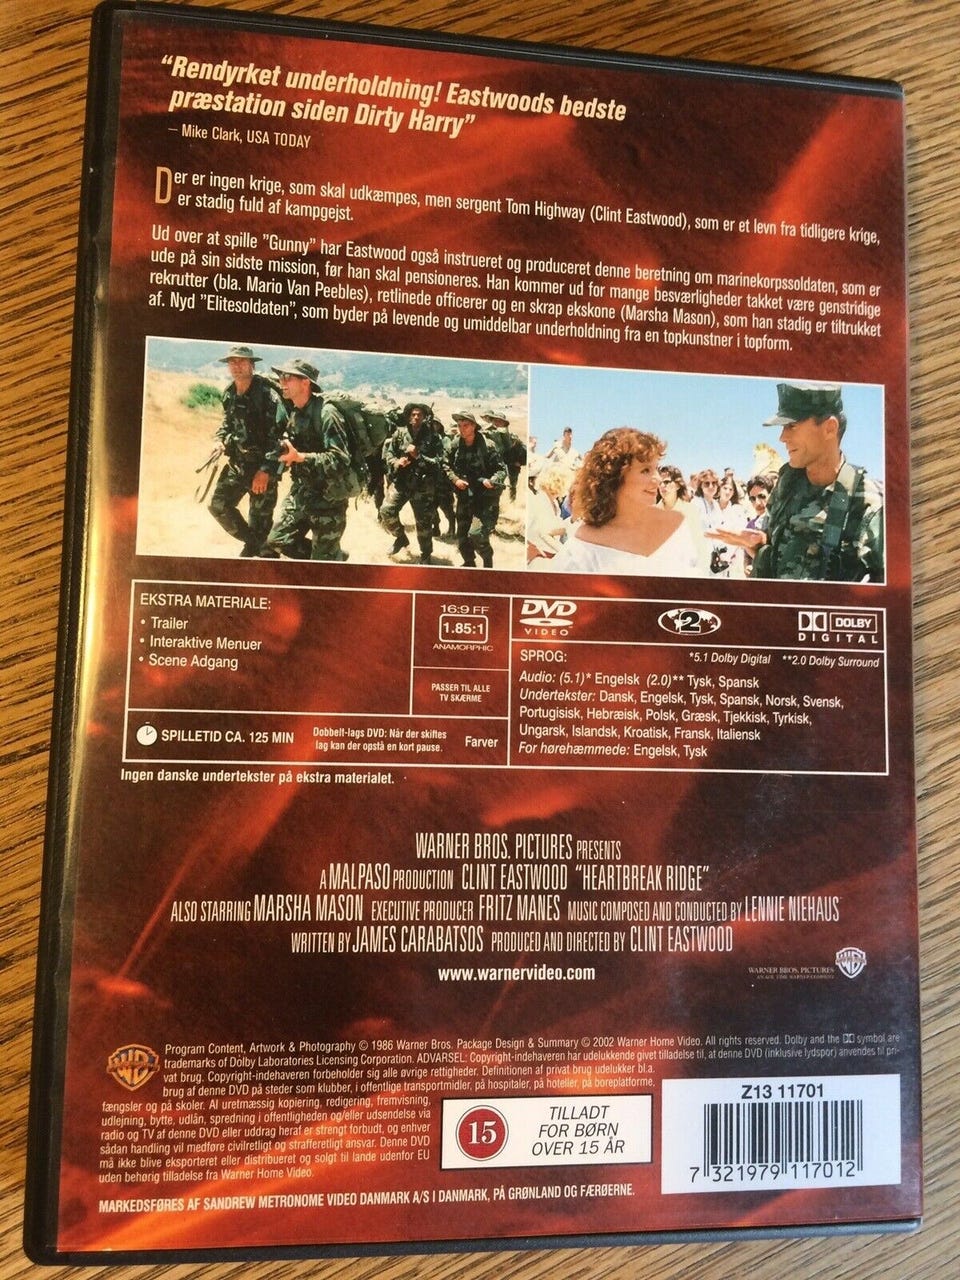 “Rendyrket underholdning! Eastwoods bedste
præstation siden Dirty Harry”
– Mike Clark, USA TODAY
Der er ingen krige, som skal udkæmpes, men sergent Tom Highway (Clint Eastwood), som er et levn fra tidligere krige,
er stadig fuld af kampgejst.
Ud over at spille ”Gunny” har Eastwood også instrueret og produceret denne beretning om marinekorpssoldaten, som er
ude på sin sidste mission, før han skal pensioneres. Han kommer ud for mange besværligheder takket være genstridige
rekrutter (bla. Mario Van Peebles), retlinede officerer og en skrap ekskone (Marsha Mason), som han stadig er tiltrukket
af. Nyd ”Elitesoldaten”, som byder på levende og umiddelbar underholdning fra en topkunstner i topform.
EKSTRA MATERIALE:
• Trailer
• Interaktive Menuer
• Scene Adgang
16:9 FF
1.85:1
ANAMORPHIC
PASSER TIL ALLE
TV SKÆRME
SPILLETID CA. 125 MIN
Dobbelt-lags DVD: Når der skiftes
lag kan der opstå en kort pause.
Farver
DVD
VIDEO
2
DOLBY
DIGITAL
SPROG:
*5.1 Dolby Digital **2.0 Dolby Surround
Audio: (5.1)* Engelsk (2.0)** Tysk, Spansk
Undertekster: Dansk, Engelsk, Tysk, Spansk, Norsk, Svensk,
Portugisisk, Hebræisk, Polsk, Græsk, Tjekkisk, Tyrkisk,
Ungarsk, Islandsk, Kroatisk, Fransk, Italiensk
For hørehæmmede: Engelsk, Tysk
Ingen danske undertekster på ekstra materialet.
WARNER BROS. PICTURES PRESENTS
A MALPASO PRODUCTION CLINT EASTWOOD "HEARTBREAK RIDGE"
ALSO STARRING MARSHA MASON EXECUTIVE PRODUCER FRITZ MANES MUSIC COMPOSED AND CONDUCTED BY LENNIE NIEHAUS
WRITTEN BY JAMES CARABATSOS PRODUCED AND DIRECTED BY CLINT EASTWOOD
www.warnervideo.com
WARNER BROS. PICTURES
Program Content, Artwork & Photography © 1986 Warner Bros. Package Design & Summary © 2002 Warner Home Video. All rights reserved. Dolby and the DD symbol are
trademarks of Dolby Laboratories Licensing Corporation. ADVARSEL: Copyright-indehaveren har udelukkende givet tilladelse til, at denne DVD (inklusive lydspor) anvendes til pri-
vat brug. Copyright-indehaveren forbeholder sig alle øvrige rettigheder. Definitionen af privat brug udelukker bl.a.
brug af denne DVD på steder som klubber, i offentlige transportmidler, på hospitaler, på hoteller, på boreplatforme,
fængsler og på skoler. Al uretmæssig kopiering, redigering, fremvisning,
udlejning, bytte, udlån, spredning i offentligheden og/eller udsendelse via
radio og TV af denne DVD eller uddrag heraf er strengt forbudt, og enhver
sådan handling vil medføre civilretligt og strafferetligt ansvar. Denne DVD
må ikke blive eksporteret eller distribueret og solgt til lande udenfor EU
uden behørig tilladelse fra Warner Home Video.
15
TILLADT
FOR BØRN
OVER 15 ÅR
Z13 11701
7 321979 117012
MARKEDSFØRES AF SANDREW METRONOME VIDEO DANMARK A/S I DANMARK, PÅ GRØNLAND OG FÆRØERNE.